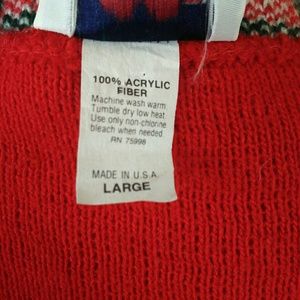 100% ACRYLIC
FIBER
Machine wash warm
Tumble dry low heat
Use only non-chlorine
bleach when needed
RN 75998
MADE IN U.S.A.
LARGE